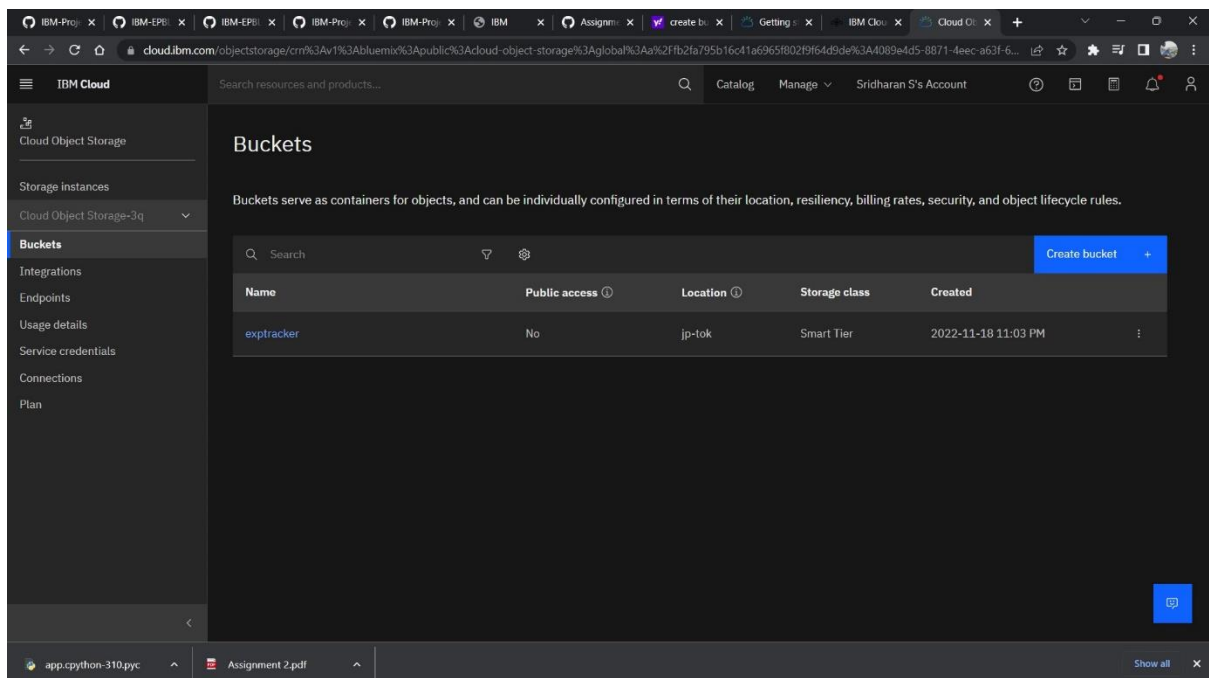 IBM-Proj
IBM-EPBL
IBM-EPBL
IBM-Proj
IBM-Proj
IBM
Assignme
create bu
Getting s
IBM Clou
Cloud Ob
cloud.ibm.com/objectstorage/crn%3Av1%3Abluemix%3Apublic%3Acloud-object-storage%3Aglobal%3Aa%2Ffb2fa795b16c41a6965f802f9f64d9de%3A4089e4d5-8871-4eec-a63f-6...
IBM Cloud
Search resources and products...
Catalog
Manage
Sridharan S's Account
Cloud Object Storage
Storage instances
Cloud Object Storage-3q
Buckets
Integrations
Endpoints
Usage details
Service credentials
Connections
Plan
Buckets
Buckets serve as containers for objects, and can be individually configured in terms of their location, resiliency, billing rates, security, and object lifecycle rules.
Search
Create bucket +
Name Public access Location Storage class Created
exptracker No jp-tok Smart Tier 2022-11-18 11:03 PM
app.cpython-310.pyc
Assignment 2.pdf
Show all